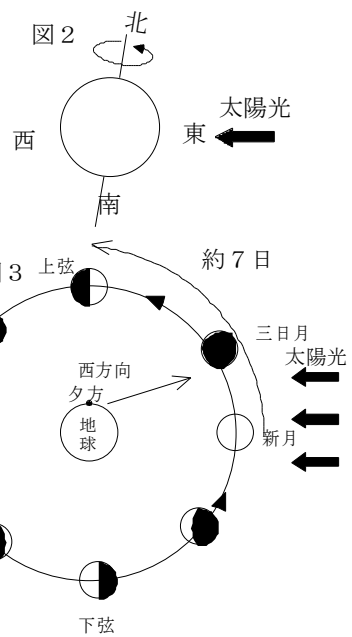 図2
北
太陽光
西
東
南
3
上弦
約7日
三日月
太陽光
西方向
夕方
地球
新月
下弦